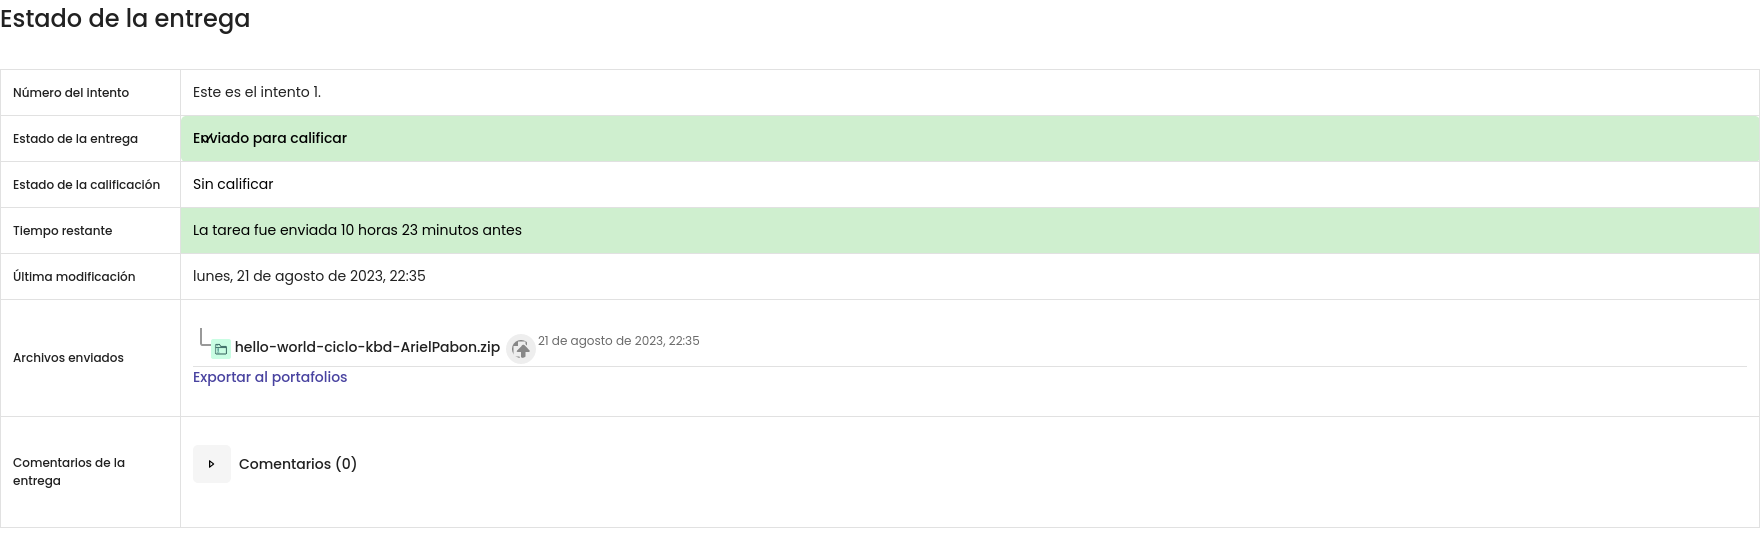 Estado de la entrega
Número del intento
Este es el intento 1.
Estado de la entrega
Enviado para calificar
Estado de la calificación
Sin calificar
Tiempo restante
La tarea fue enviada 10 horas 23 minutos antes
Última modificación
lunes, 21 de agosto de 2023, 22:35
Archivos enviados
hello-world-ciclo-kbd-ArielPabon.zip
21 de agosto de 2023, 22:35
Exportar al portafolios
Comentarios de la
entrega
Comentarios (0)